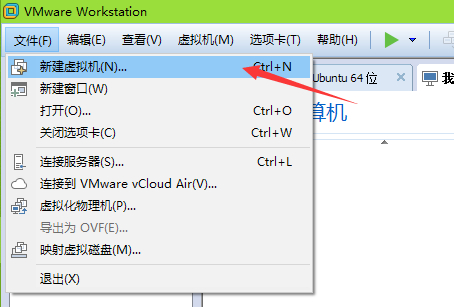 VMware Workstation
文件(F) 编辑(E) 查看(V) 虚拟机(M) 选项卡(T) 帮助(H)
新建虚拟机(N)... Ctrl+N
新建窗口(W)
打开(O)... Ctrl+O
关闭选项卡(C) Ctrl+W
连接服务器(S)... Ctrl+L
连接到 VMware vCloud Air(V)...
虚拟化物理机(P)...
导出为 OVF(E)...
映射虚拟磁盘(M)...
退出(X)
Ubuntu 64 位
我
算机